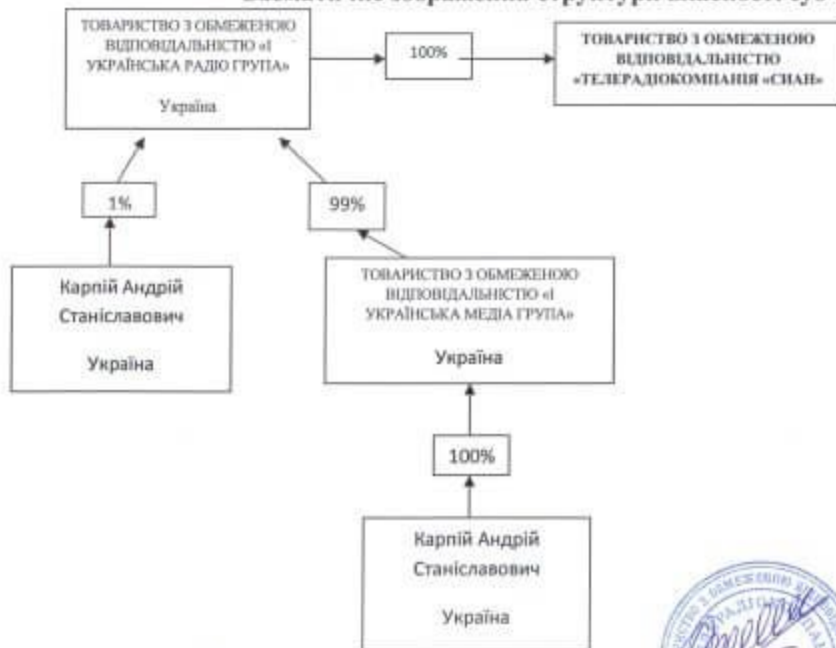 ТОВАРИСТВО З ОБМЕЖЕНОЮ
ВІДПОВІДАЛЬНІСТЮ «І
УКРАЇНСЬКА РАДІО ГРУПА»
Україна
100%
ТОВАРИСТВО З ОБМЕЖЕНОЮ
ВІДПОВІДАЛЬНІСТЮ
«ТЕЛЕРАДІОКОМПАНІЯ «СИАН»
1%
99%
Карпій Андрій
Станіславович
Україна
ТОВАРИСТВО З ОБМЕЖЕНОЮ
ВІДПОВІДАЛЬНІСТЮ «І
УКРАЇНСЬКА МЕДІА ГРУПА»
Україна
100%
Карпій Андрій
Станіславович
Україна